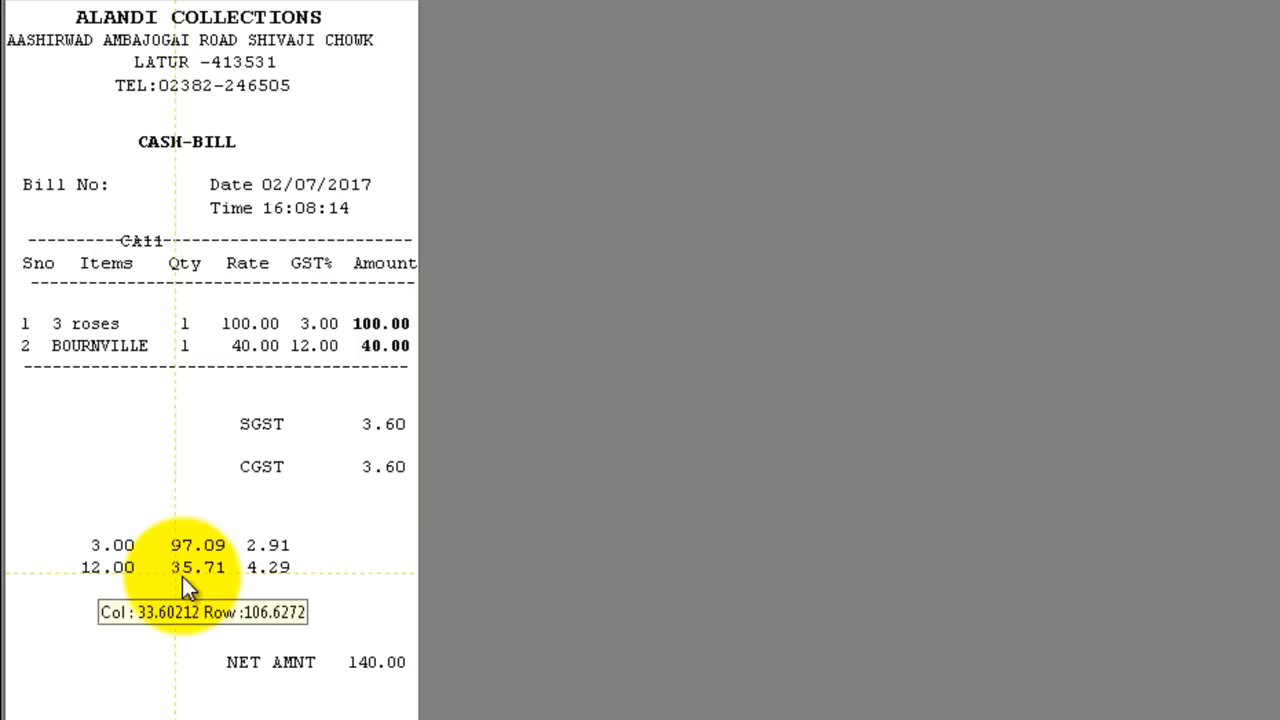 ALANDI COLLECTIONS
AASHIRWAD AMBAJOGAI ROAD SHIVAJI CHOWK
LATUR -413531
TEL:02382-246505
CASH-BILL
Bill No: Date 02/07/2017
Time 16:08:14
CA11
Sno Items Qty Rate GST% Amount
1 3 roses 1 100.00 3.00 100.00
2 BOURNVILLE 1 40.00 12.00 40.00
SGST 3.60
CGST 3.60
3.00 97.09 2.91
12.00 35.71 4.29
Col : 33.60212 Row :106.6272
NET AMNT 140.00